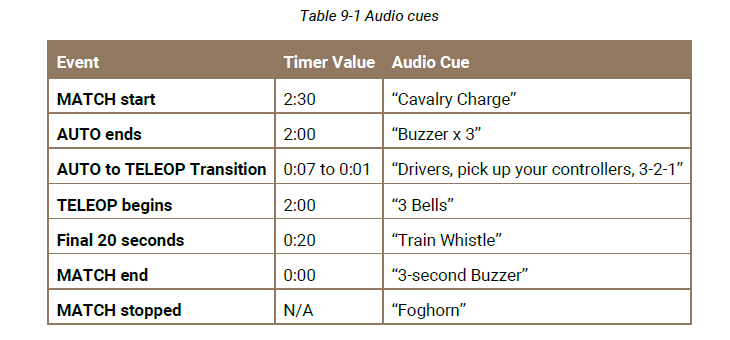 Table 9-1 Audio cues
Event Timer Value Audio Cue
MATCH start 2:30 “Cavalry Charge”
AUTO ends 2:00 “Buzzer x 3”
AUTO to TELEOP Transition 0:07 to 0:01 “Drivers, pick up your controllers, 3-2-1”
TELEOP begins 2:00 “3 Bells”
Final 20 seconds 0:20 “Train Whistle”
MATCH end 0:00 “3-second Buzzer”
MATCH stopped N/A “Foghorn”